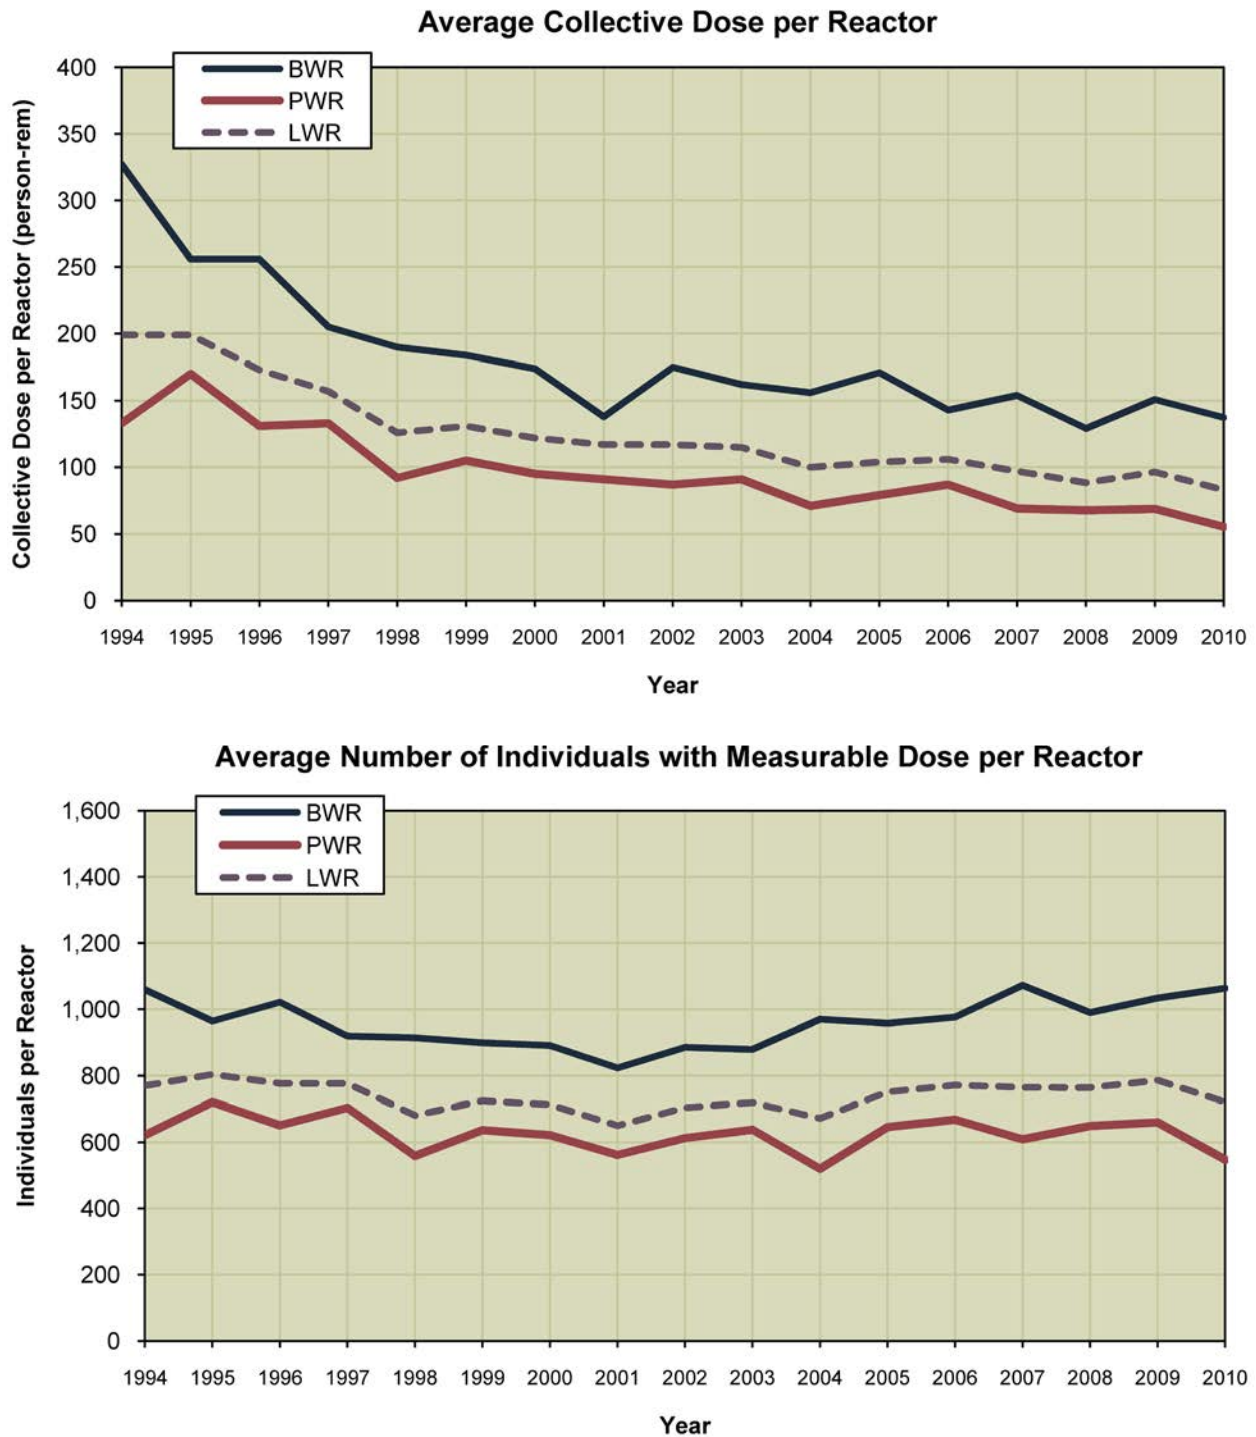 Average Collective Dose per Reactor
BWR
PWR
LWR
Collective Dose per Reactor (person-rem)
400
350
300
250
200
150
100
50
0
1994 1995 1996 1997 1998 1999 2000 2001 2002 2003 2004 2005 2006 2007 2008 2009 2010
Year
Average Number of Individuals with Measurable Dose per Reactor
BWR
PWR
LWR
Individuals per Reactor
1,600
1,400
1,200
1,000
800
600
400
200
0
1994 1995 1996 1997 1998 1999 2000 2001 2002 2003 2004 2005 2006 2007 2008 2009 2010
Year